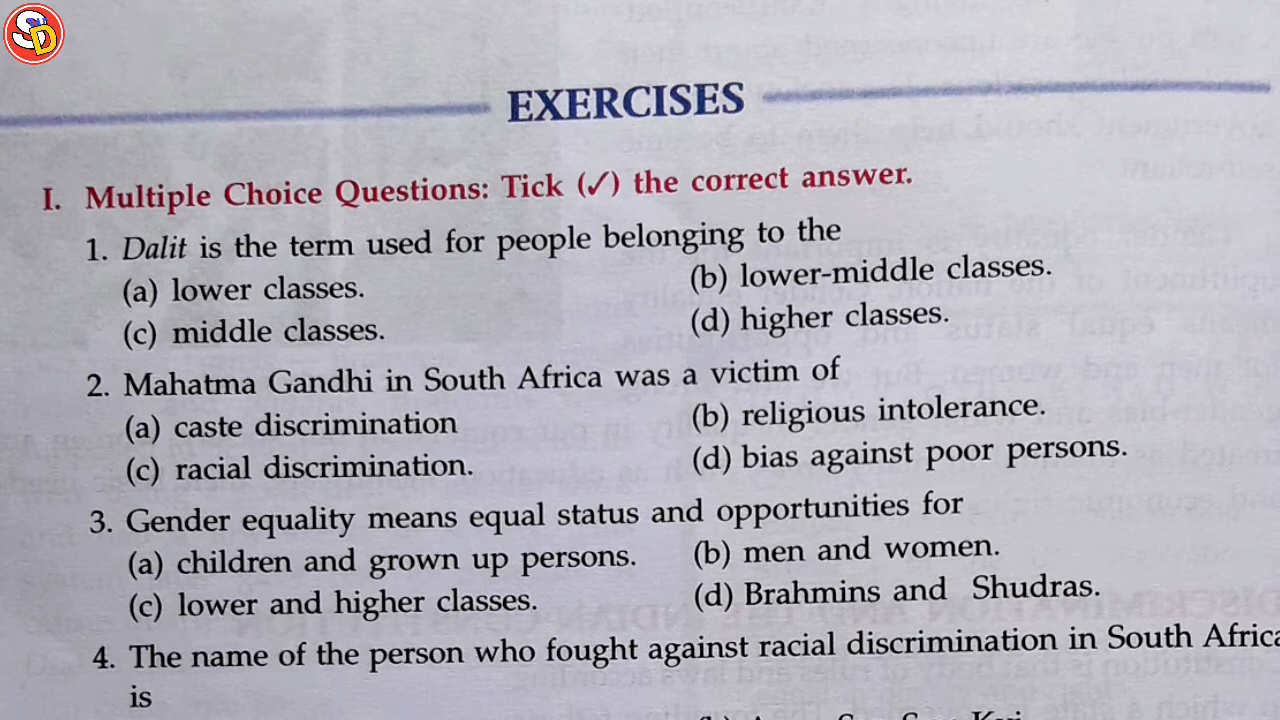 SD
EXERCISES
I. Multiple Choice Questions: Tick (✓) the correct answer.
1. Dalit is the term used for people belonging to the
(a) lower classes. (b) lower-middle classes.
(c) middle classes. (d) higher classes.
2. Mahatma Gandhi in South Africa was a victim of
(a) caste discrimination (b) religious intolerance.
(c) racial discrimination. (d) bias against poor persons.
3. Gender equality means equal status and opportunities for
(a) children and grown up persons. (b) men and women.
(c) lower and higher classes. (d) Brahmins and Shudras.
4. The name of the person who fought against racial discrimination in South Africa
is